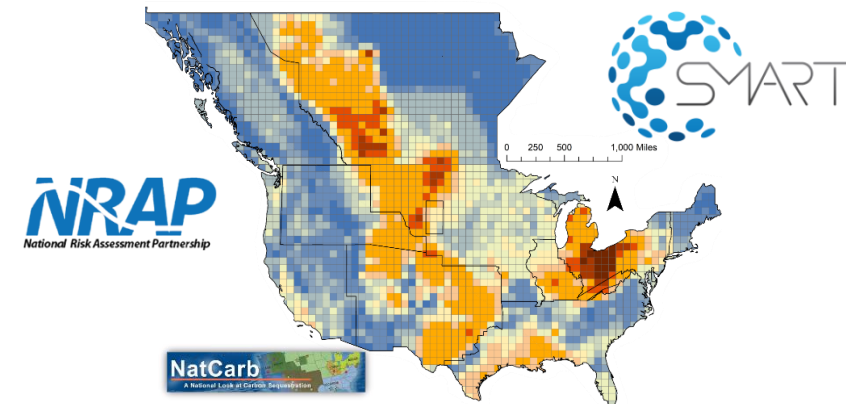 SMART
0 250 500 1,000 Miles
N
NRAP
National Risk Assessment Partnership
NatCarb
A National Look at Carbon Sequestration